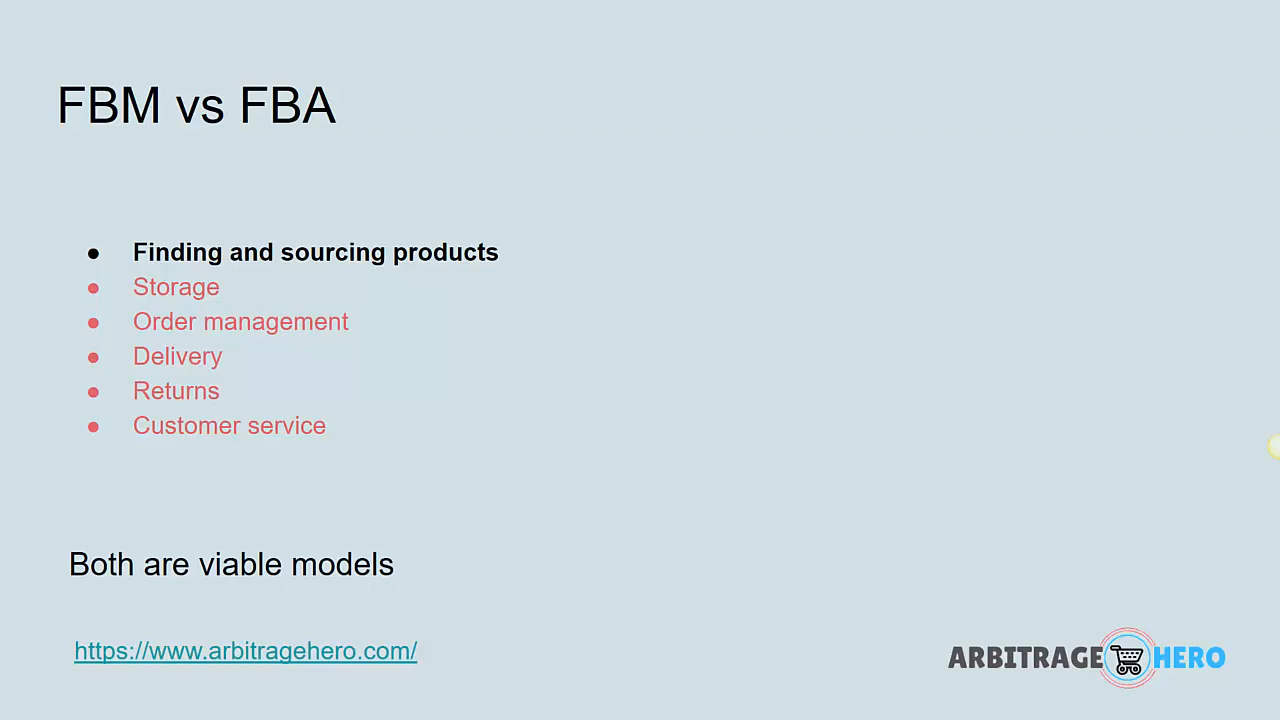 FBM vs FBA
● Finding and sourcing products
● Storage
● Order management
● Delivery
● Returns
● Customer service
Both are viable models
https://www.arbitragehero.com/
ARBITRAGE HERO